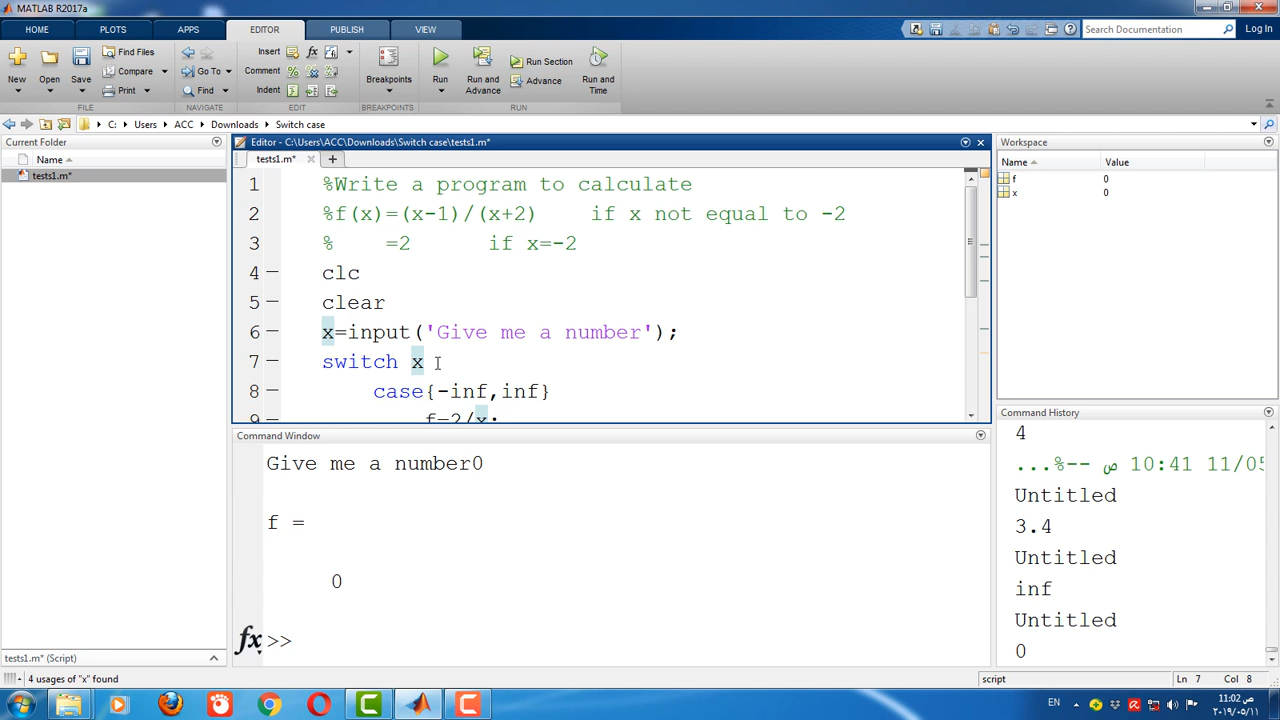 MATLAB R2017a
HOME PLOTS APPS EDITOR PUBLISH VIEW
Search Documentation Log In
New Open Save Find Files Compare Print
Go To Find
Insert fx
Comment
Indent
Breakpoints
Run Run and Advance Run Section Advance Run and Time
FILE NAVIGATE EDIT BREAKPOINTS RUN
C: Users ACC Downloads Switch case
Current Folder
Name
tests1.m*
Editor - C:\Users\ACC\Downloads\Switch case\tests1.m*
tests1.m*
1 %Write a program to calculate
2 %f(x)=(x-1)/(x+2) if x not equal to -2
3 % =2 if x=-2
4 clc
5 clear
6 x=input('Give me a number');
7 switch x
8 case{-inf,inf}
9 f=2/x;
Workspace
Name Value
f 0
x 0
Command Window
Give me a number0
f =
0
fx >>
Command History
4
...%-- ص 10:41 11/05
Untitled
3.4
Untitled
inf
Untitled
0
tests1.m* (Script)
4 usages of "x" found
script Ln 7 Col 8
EN
11:02 ص
٢٠١٩/٠٥/١١